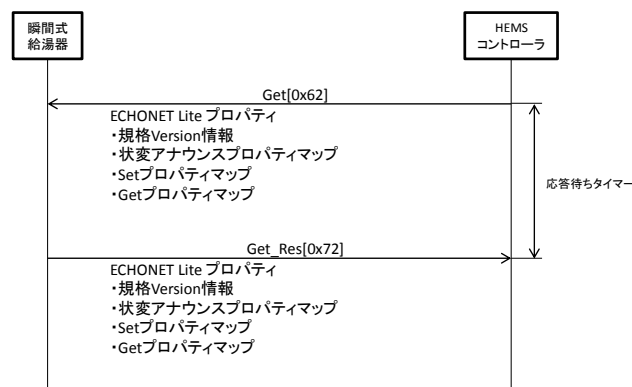 瞬間式
給湯器
HEMS
コントローラ
Get[0x62]
ECHONET Lite プロパティ
・規格Version情報
・状変アナウンスプロパティマップ
・Setプロパティマップ
・Getプロパティマップ
応答待ちタイマー
Get_Res[0x72]
ECHONET Lite プロパティ
・規格Version情報
・状変アナウンスプロパティマップ
・Setプロパティマップ
・Getプロパティマップ